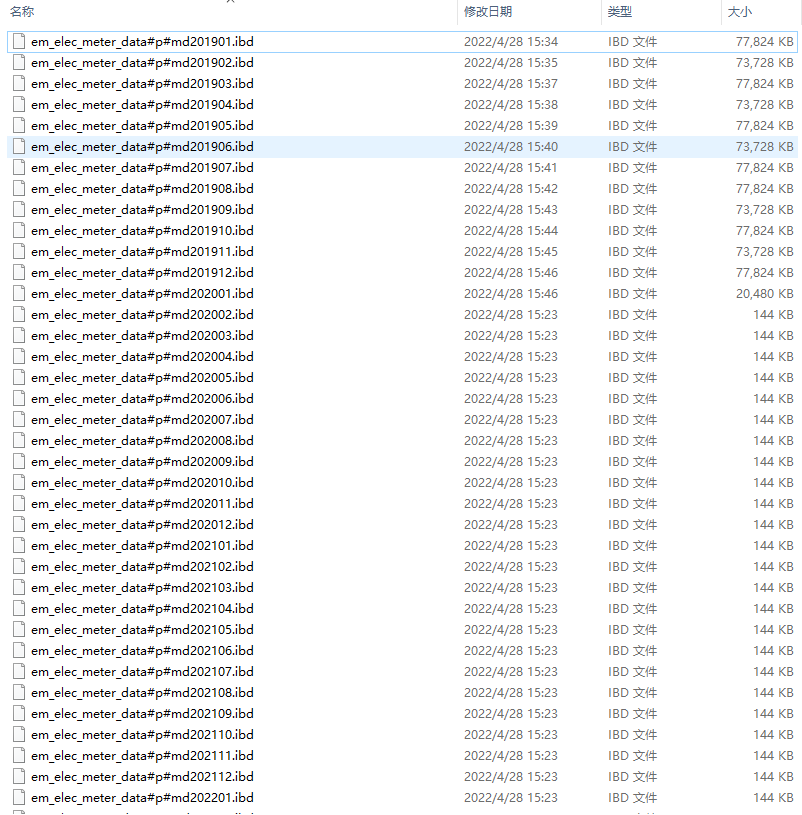 名称 修改日期 类型 大小
em_elec_meter_data#p#md201901.ibd 2022/4/28 15:34 IBD 文件 77,824 KB
em_elec_meter_data#p#md201902.ibd 2022/4/28 15:35 IBD 文件 73,728 KB
em_elec_meter_data#p#md201903.ibd 2022/4/28 15:37 IBD 文件 77,824 KB
em_elec_meter_data#p#md201904.ibd 2022/4/28 15:38 IBD 文件 73,728 KB
em_elec_meter_data#p#md201905.ibd 2022/4/28 15:39 IBD 文件 77,824 KB
em_elec_meter_data#p#md201906.ibd 2022/4/28 15:40 IBD 文件 73,728 KB
em_elec_meter_data#p#md201907.ibd 2022/4/28 15:41 IBD 文件 77,824 KB
em_elec_meter_data#p#md201908.ibd 2022/4/28 15:42 IBD 文件 77,824 KB
em_elec_meter_data#p#md201909.ibd 2022/4/28 15:43 IBD 文件 73,728 KB
em_elec_meter_data#p#md201910.ibd 2022/4/28 15:44 IBD 文件 77,824 KB
em_elec_meter_data#p#md201911.ibd 2022/4/28 15:45 IBD 文件 73,728 KB
em_elec_meter_data#p#md201912.ibd 2022/4/28 15:46 IBD 文件 77,824 KB
em_elec_meter_data#p#md202001.ibd 2022/4/28 15:46 IBD 文件 20,480 KB
em_elec_meter_data#p#md202002.ibd 2022/4/28 15:23 IBD 文件 144 KB
em_elec_meter_data#p#md202003.ibd 2022/4/28 15:23 IBD 文件 144 KB
em_elec_meter_data#p#md202004.ibd 2022/4/28 15:23 IBD 文件 144 KB
em_elec_meter_data#p#md202005.ibd 2022/4/28 15:23 IBD 文件 144 KB
em_elec_meter_data#p#md202006.ibd 2022/4/28 15:23 IBD 文件 144 KB
em_elec_meter_data#p#md202007.ibd 2022/4/28 15:23 IBD 文件 144 KB
em_elec_meter_data#p#md202008.ibd 2022/4/28 15:23 IBD 文件 144 KB
em_elec_meter_data#p#md202009.ibd 2022/4/28 15:23 IBD 文件 144 KB
em_elec_meter_data#p#md202010.ibd 2022/4/28 15:23 IBD 文件 144 KB
em_elec_meter_data#p#md202011.ibd 2022/4/28 15:23 IBD 文件 144 KB
em_elec_meter_data#p#md202012.ibd 2022/4/28 15:23 IBD 文件 144 KB
em_elec_meter_data#p#md202101.ibd 2022/4/28 15:23 IBD 文件 144 KB
em_elec_meter_data#p#md202102.ibd 2022/4/28 15:23 IBD 文件 144 KB
em_elec_meter_data#p#md202103.ibd 2022/4/28 15:23 IBD 文件 144 KB
em_elec_meter_data#p#md202104.ibd 2022/4/28 15:23 IBD 文件 144 KB
em_elec_meter_data#p#md202105.ibd 2022/4/28 15:23 IBD 文件 144 KB
em_elec_meter_data#p#md202106.ibd 2022/4/28 15:23 IBD 文件 144 KB
em_elec_meter_data#p#md202107.ibd 2022/4/28 15:23 IBD 文件 144 KB
em_elec_meter_data#p#md202108.ibd 2022/4/28 15:23 IBD 文件 144 KB
em_elec_meter_data#p#md202109.ibd 2022/4/28 15:23 IBD 文件 144 KB
em_elec_meter_data#p#md202110.ibd 2022/4/28 15:23 IBD 文件 144 KB
em_elec_meter_data#p#md202111.ibd 2022/4/28 15:23 IBD 文件 144 KB
em_elec_meter_data#p#md202112.ibd 2022/4/28 15:23 IBD 文件 144 KB
em_elec_meter_data#p#md202201.ibd 2022/4/28 15:23 IBD 文件 144 KB